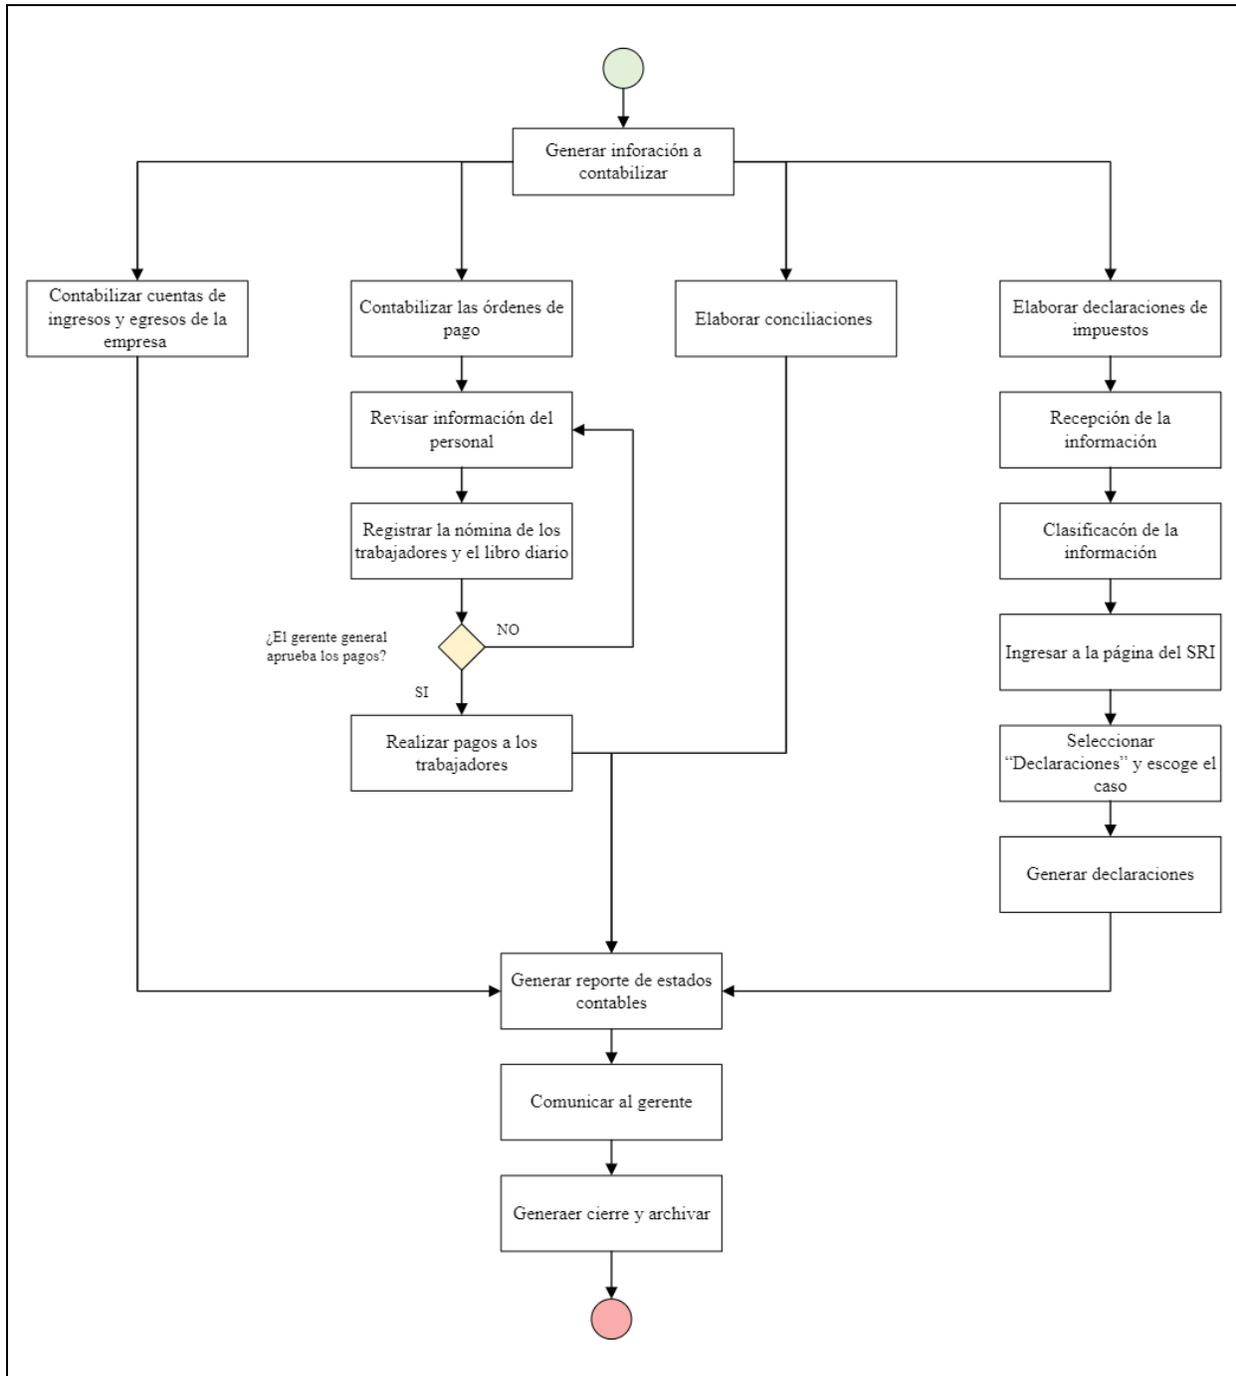 Generar inforación a
contabilizar
Contabilizar cuentas de
ingresos y egresos de la
empresa
Contabilizar las órdenes de
pago
Elaborar conciliaciones
Elaborar declaraciones de
impuestos
Revisar información del
personal
Recepción de la
información
Registrar la nómina de los
trabajadores y el libro diario
Clasificacón de la
información
¿El gerente general
aprueba los pagos?
NO
SI
Ingresar a la página del SRI
Realizar pagos a los
trabajadores
Seleccionar
“Declaraciones” y escoge el
caso
Generar declaraciones
Generar reporte de estados
contables
Comunicar al gerente
Generaer cierre y archivar